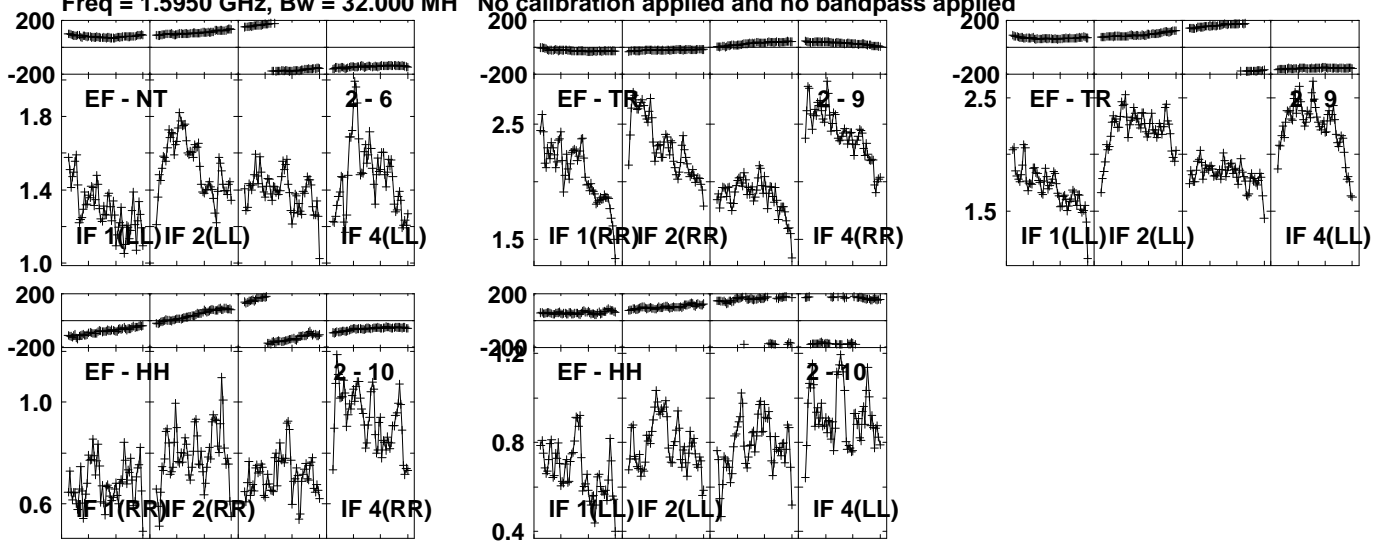 Freq = 1.5950 GHz, Bw = 32.000 MH No calibration applied and no bandpass applied
200
-200
EF - NT 2 - 6
1.8
1.4
1.0
IF 1(LL) IF 2(LL) IF 4(LL)
200
-200
EF - TR 2 - 9
2.5
1.5
IF 1(RR) IF 2(RR) IF 4(RR)
200
-200
EF - TR 2 - 9
2.5
1.5
IF 1(LL) IF 2(LL) IF 4(LL)
200
-200
EF - HH 2 - 10
1.0
0.6
IF 1(RR) IF 2(RR) IF 4(RR)
200
-200
1.2
EF - HH 2 - 10
0.8
0.4
IF 1(LL) IF 2(LL) IF 4(LL)